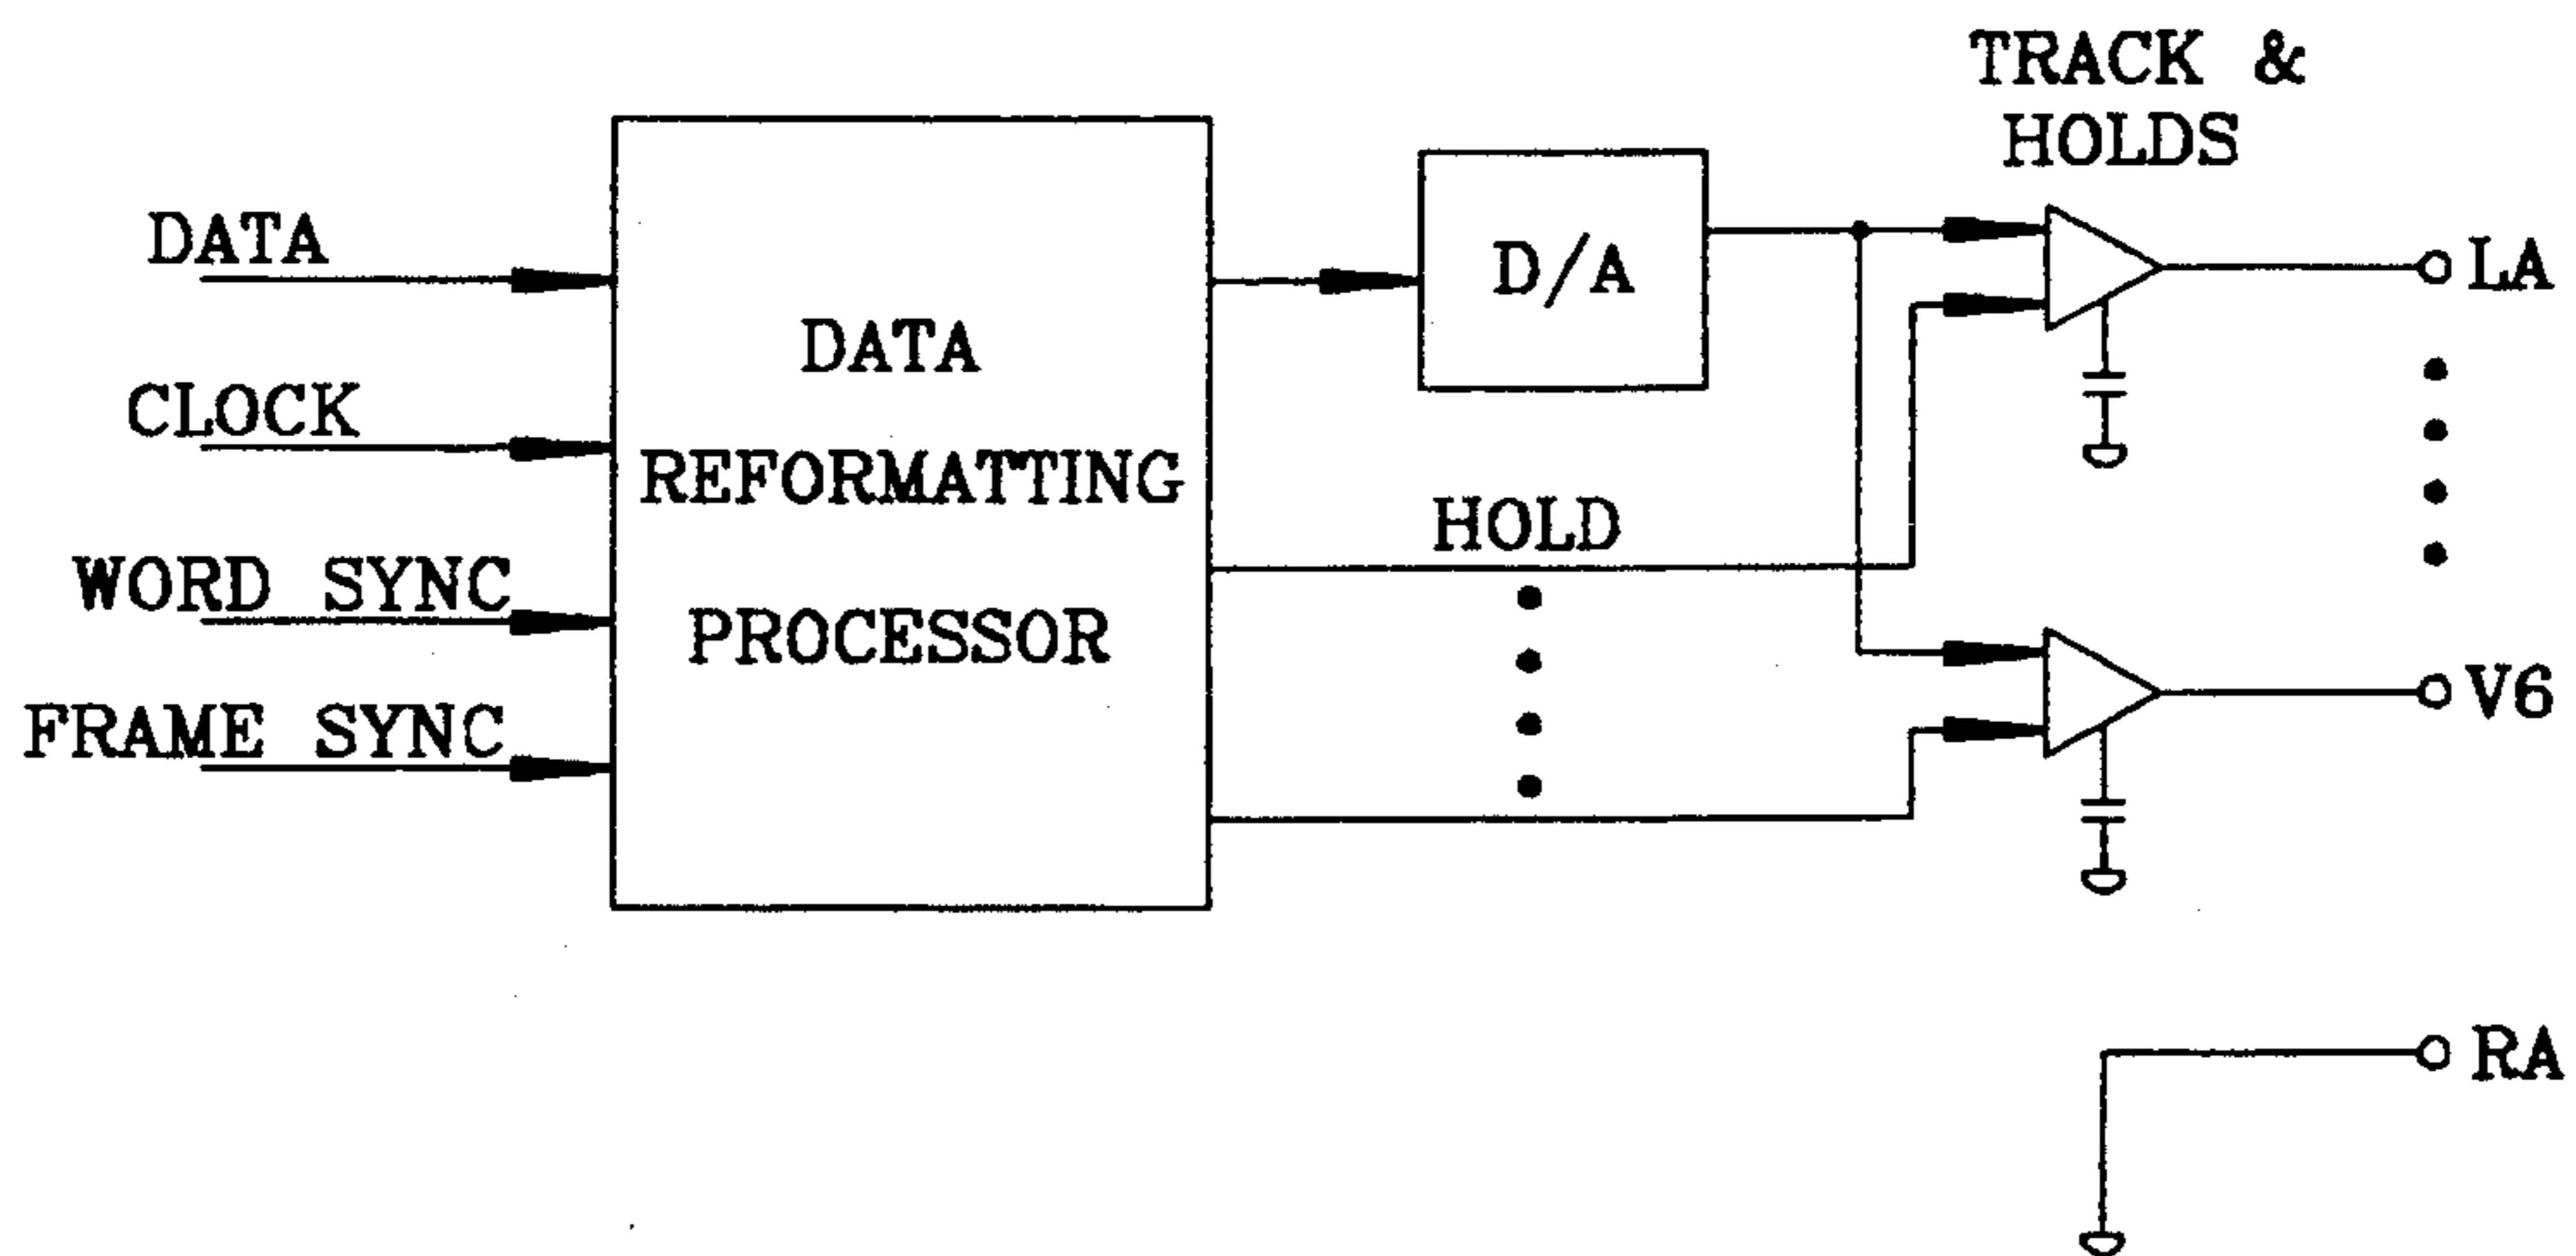 TRACK &
HOLDS
DATA
CLOCK
WORD SYNC
FRAME SYNC
DATA
REFORMATTING
PROCESSOR
D/A
HOLD
LA
V6
RA